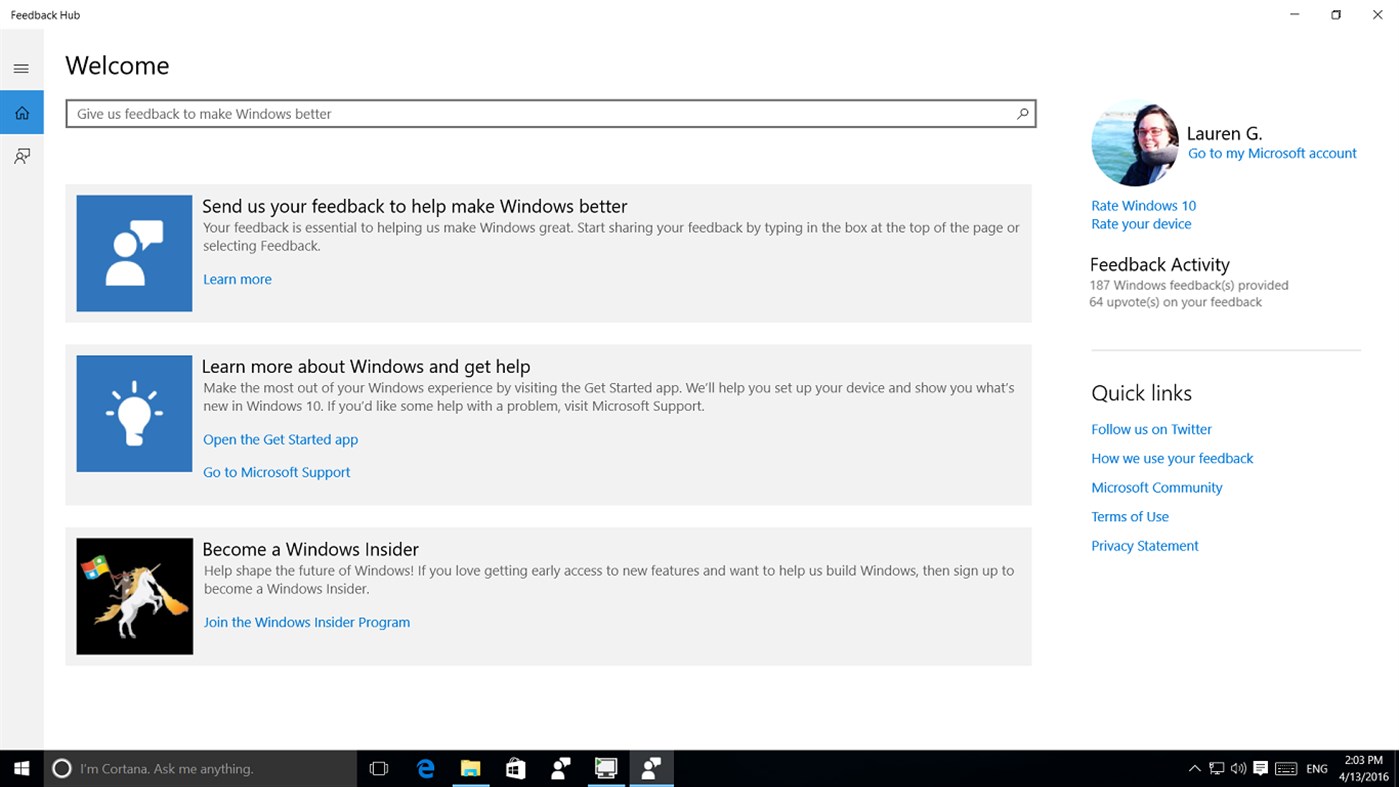 Feedback Hub
Welcome
Give us feedback to make Windows better
Send us your feedback to help make Windows better
Your feedback is essential to helping us make Windows great. Start sharing your feedback by typing in the box at the top of the page or
selecting Feedback.
Learn more
Learn more about Windows and get help
Make the most out of your Windows experience by visiting the Get Started app. We'll help you set up your device and show you what's
new in Windows 10. If you'd like some help with a problem, visit Microsoft Support.
Open the Get Started app
Go to Microsoft Support
Become a Windows Insider
Help shape the future of Windows! If you love getting early access to new features and want to help us build Windows, then sign up to
become a Windows Insider.
Join the Windows Insider Program
Lauren G.
Go to my Microsoft account
Rate Windows 10
Rate your device
Feedback Activity
187 Windows feedback(s) provided
64 upvote(s) on your feedback
Quick links
Follow us on Twitter
How we use your feedback
Microsoft Community
Terms of Use
Privacy Statement
I'm Cortana. Ask me anything.
ENG
2:03 PM
4/13/2016